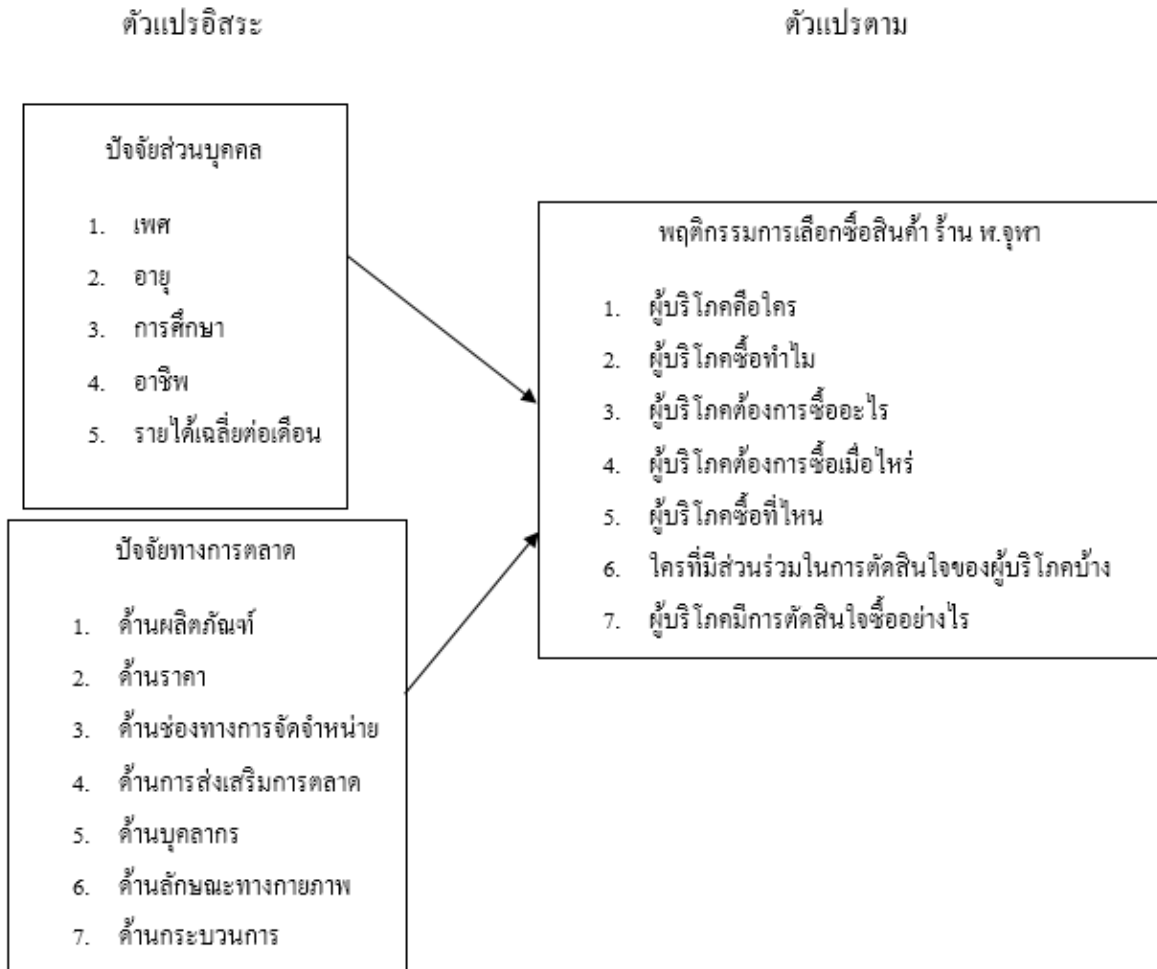 ตัวแปรอิสระ
ตัวแปรตาม
ปัจจัยส่วนบุคคล
1. เพศ
2. อายุ
3. การศึกษา
4. อาชีพ
5. รายได้เฉลี่ยต่อเดือน
ปัจจัยทางการตลาด
1. ด้านผลิตภัณฑ์
2. ด้านราคา
3. ด้านช่องทางการจัดจำหน่าย
4. ด้านการส่งเสริมการตลาด
5. ด้านบุคลากร
6. ด้านลักษณะทางกายภาพ
7. ด้านกระบวนการ
พฤติกรรมการเลือกซื้อสินค้า ร้าน ฬ.จุฬา
1. ผู้บริโภคคือใคร
2. ผู้บริโภคซื้อทำไม
3. ผู้บริโภคต้องการซื้ออะไร
4. ผู้บริโภคต้องการซื้อเมื่อไหร่
5. ผู้บริโภคซื้อที่ไหน
6. ใครที่มีส่วนร่วมในการตัดสินใจของผู้บริโภคบ้าง
7. ผู้บริโภคมีการตัดสินใจซื้ออย่างไร